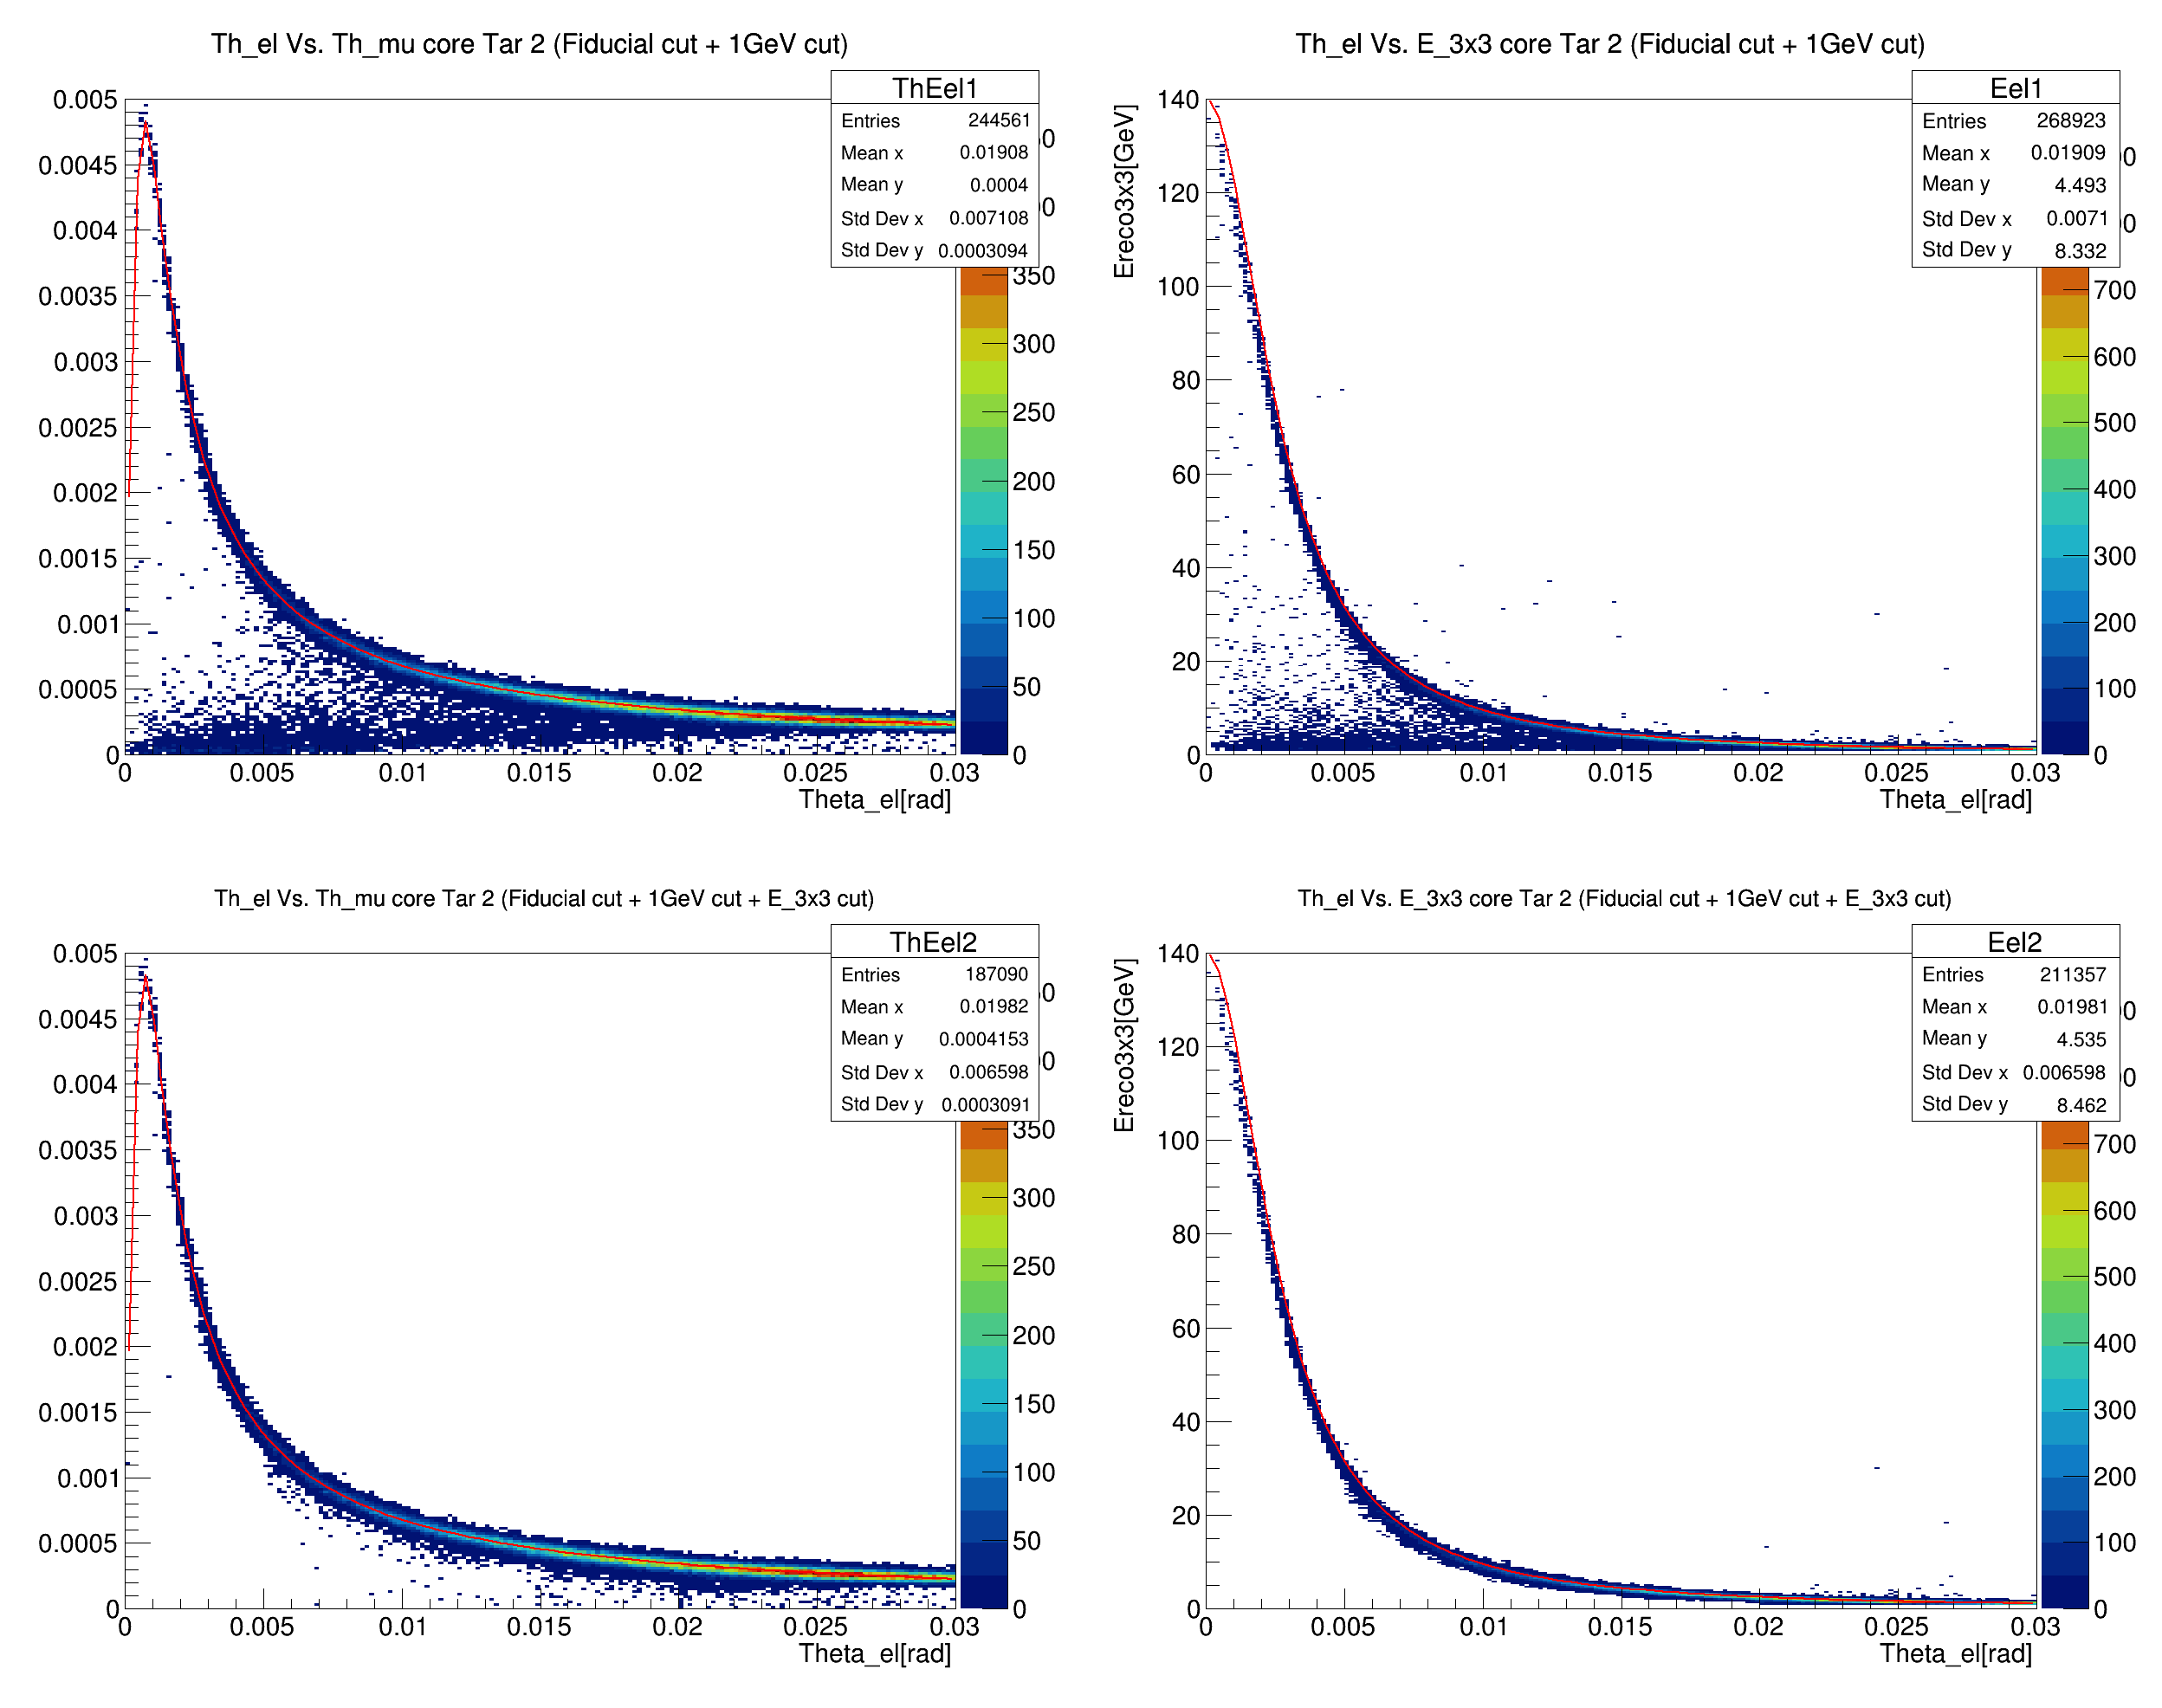 Th_el Vs. Th_mu core Tar 2 (Fiducial cut + 1GeV cut)
ThEel1
Entries 244561
Mean x 0.01908
Mean y 0.0004
Std Dev x 0.007108
Std Dev y 0.0003094
0.005
0.0045
0.004
0.0035
0.003
0.0025
0.002
0.0015
0.001
0.0005
0
0 0.005 0.01 0.015 0.02 0.025 0.03
Theta_el[rad]
350
300
250
200
150
100
50
0
Th_el Vs. E_3x3 core Tar 2 (Fiducial cut + 1GeV cut)
Eel1
Entries 268923
Mean x 0.01909
Mean y 4.493
Std Dev x 0.0071
Std Dev y 8.332
Ereco3x3[GeV]
140
120
100
80
60
40
20
0
0 0.005 0.01 0.015 0.02 0.025 0.03
Theta_el[rad]
700
600
500
400
300
200
100
0
Th_el Vs. Th_mu core Tar 2 (Fiducial cut + 1GeV cut + E_3x3 cut)
ThEel2
Entries 187090
Mean x 0.01982
Mean y 0.0004153
Std Dev x 0.006598
Std Dev y 0.0003091
0.005
0.0045
0.004
0.0035
0.003
0.0025
0.002
0.0015
0.001
0.0005
0
0 0.005 0.01 0.015 0.02 0.025 0.03
Theta_el[rad]
350
300
250
200
150
100
50
0
Th_el Vs. E_3x3 core Tar 2 (Fiducial cut + 1GeV cut + E_3x3 cut)
Eel2
Entries 211357
Mean x 0.01981
Mean y 4.535
Std Dev x 0.006598
Std Dev y 8.462
Ereco3x3[GeV]
140
120
100
80
60
40
20
0
0 0.005 0.01 0.015 0.02 0.025 0.03
Theta_el[rad]
700
600
500
400
300
200
100
0